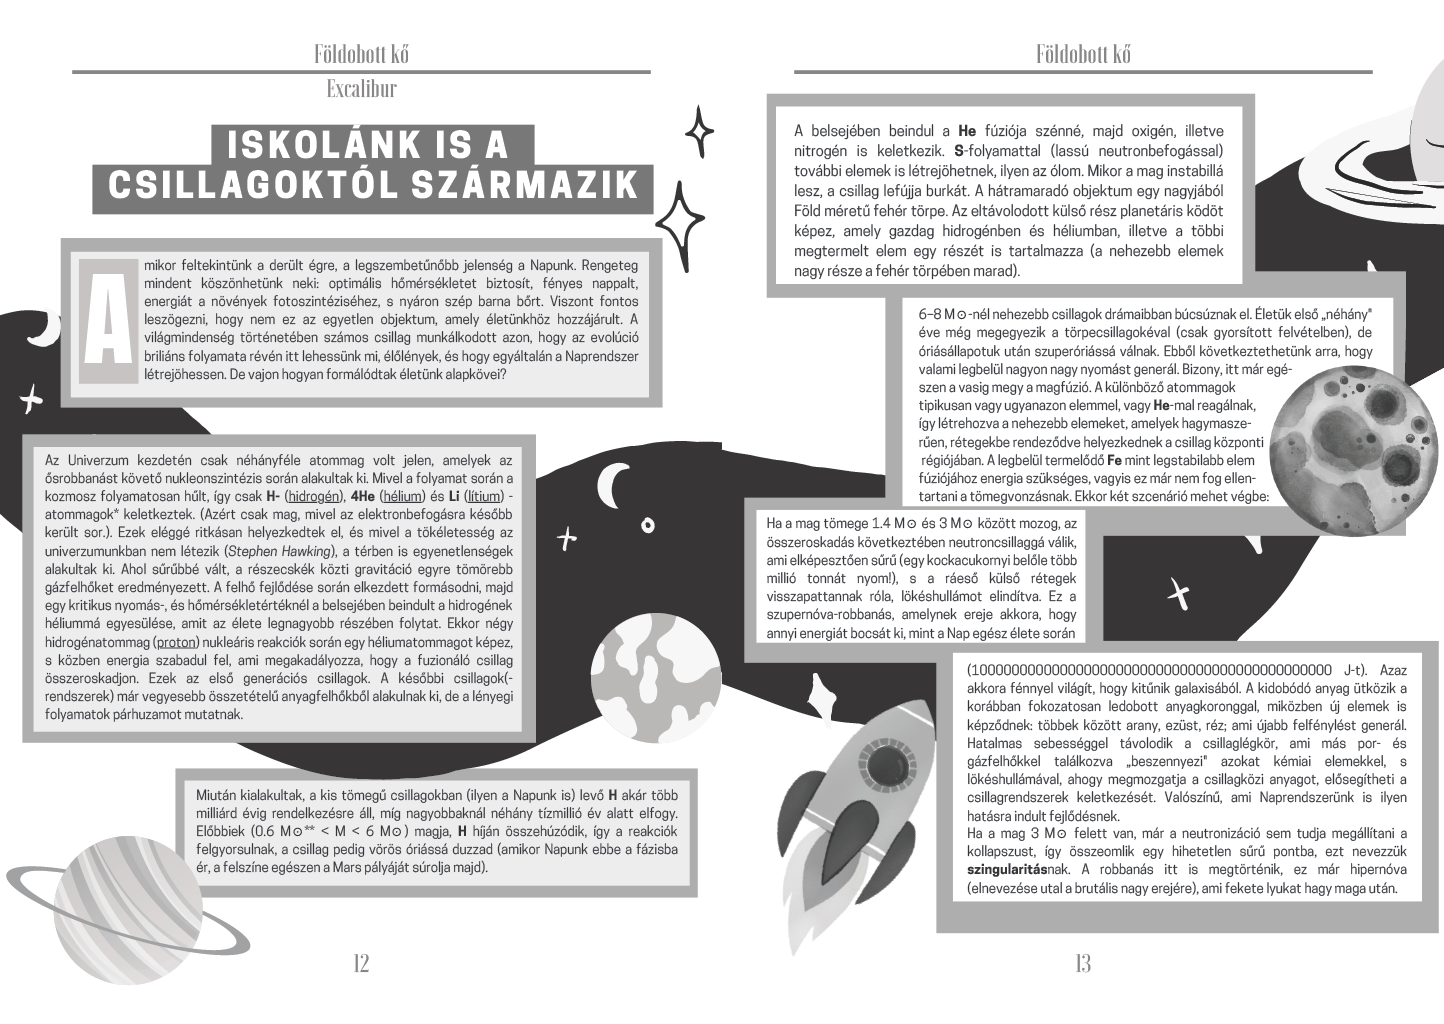 Földobott kő
Excalibur
ISKOLÁNK IS A
CSILLAGOKTÓL SZÁRMAZIK
A
mikor feltekintünk a derült égre, a legszembetűnőbb jelenség a Napunk. Rengeteg
mindent köszönhetünk neki: optimális hőmérsékletet biztosít, fényes nappalt,
energiát a növények fotoszintéziséhez, s nyáron szép barna bőrt. Viszont fontos
leszögezni, hogy nem ez az egyetlen objektum, amely életünkhöz hozzájárult. A
világmindenség történetében számos csillag munkálkodott azon, hogy az evolúció
briliáns folyamata révén itt lehessünk mi, élőlények, és hogy egyáltalán a Naprendszer
létrejöhessen. De vajon hogyan formálódtak életünk alapkövei?
Az Univerzum kezdetén csak néhányféle atommag volt jelen, amelyek az
ősrobbanást követő nukleonszintézis során alakultak ki. Mivel a folyamat során a
kozmosz folyamatosan hűlt, így csak H- (hidrogén), 4He (hélium) és Li (lítium) -
atommagok* keletkeztek. (Azért csak mag, mivel az elektronbefogásra később
került sor.). Ezek eléggé ritkásan helyezkedtek el, és mivel a tökéletesség az
univerzumunkban nem létezik (Stephen Hawking), a térben is egyenetlenségek
alakultak ki. Ahol sűrűbbé vált, a részecskék közti gravitáció egyre tömörebb
gázfelhőket eredményezett. A felhő fejlődése során elkezdett formásodni, majd
egy kritikus nyomás-, és hőmérsékletértéknél a belsejében beindult a hidrogének
héliummá egyesülése, amit az élete legnagyobb részében folytat. Ekkor négy
hidrogénatommag (proton) nukleáris reakciók során egy héliumatommagot képez,
s közben energia szabadul fel, ami megakadályozza, hogy a fuzionáló csillag
összeroskadjon. Ezek az első generációs csillagok. A későbbi csillagok(-
rendszerek) már vegyesebb összetételű anyagfelhőkből alakulnak ki, de a lényegi
folyamatok párhuzamot mutatnak.
Miután kialakultak, a kis tömegű csillagokban (ilyen a Napunk is) levő H akár több
milliárd évig rendelkezésre áll, míg nagyobbaknál néhány tízmillió év alatt elfogy.
Előbbiek (0.6 M⊙** < M < 6 M⊙) magja, H híján összehúzódik, így a reakciók
felgyorsulnak, a csillag pedig vörös óriássá duzzad (amikor Napunk ebbe a fázisba
ér, a felszíne egészen a Mars pályáját súrolja majd).
12
Földobott kő
A belsejében beindul a He fúziója szénné, majd oxigén, illetve
nitrogén is keletkezik. S-folyamattal (lassú neutronbefogással)
további elemek is létrejöhetnek, ilyen az ólom. Mikor a mag instabillá
lesz, a csillag lefújja burkát. A hátramaradó objektum egy nagyjából
Föld méretű fehér törpe. Az eltávolodott külső rész planetáris ködöt
képez, amely gazdag hidrogénben és héliumban, illetve a többi
megtermelt elem egy részét is tartalmazza (a nehezebb elemek
nagy része a fehér törpében marad).
6–8 M⊙-nél nehezebb csillagok drámaibban búcsúznak el. Életük első „néhány"
éve még megegyezik a törpecsillagokéval (csak gyorsított felvételben), de
óriásállapotuk után szuperóriássá válnak. Ebből következtethetünk arra, hogy
valami legbelül nagyon nagy nyomást generál. Bizony, itt már egé-
szen a vasig megy a magfúzió. A különböző atommagok
tipikusan vagy ugyanazon elemmel, vagy He-mal reagálnak,
így létrehozva a nehezebb elemeket, amelyek hagymasze-
rűen, rétegekbe rendeződve helyezkednek a csillag központi
régiójában. A legbelül termelődő Fe mint legstabilabb elem
fúziójához energia szükséges, vagyis ez már nem fog ellen-
tartani a tömegvonzásnak. Ekkor két szcenárió mehet végbe:
Ha a mag tömege 1.4 M⊙ és 3 M⊙ között mozog, az
összeroskadás következtében neutroncsillaggá válik,
ami elképesztően sűrű (egy kockacukornyi belőle több
millió tonnát nyom!), s a ráeső külső rétegek
visszapattannak róla, lökéshullámot elindítva. Ez a
szupernóva-robbanás, amelynek ereje akkora, hogy
annyi energiát bocsát ki, mint a Nap egész élete során
(100000000000000000000000000000000000000000000 J-t). Azaz
akkora fénnyel világít, hogy kitűnik galaxisából. A kidobódó anyag ütközik a
korábban fokozatosan ledobott anyagkoronggal, miközben új elemek is
képződnek: többek között arany, ezüst, réz; ami újabb felfénylést generál.
Hatalmas sebességgel távolodik a csillaglégkör, ami más por- és
gázfelhőkkel találkozva „beszennyezi" azokat kémiai elemekkel, s
lökéshullámával, ahogy megmozgatja a csillagközi anyagot, elősegítheti a
csillagrendszerek keletkezését. Valószínű, ami Naprendszerünk is ilyen
hatásra indult fejlődésnek.
Ha a mag 3 M⊙ felett van, már a neutronizáció sem tudja megállítani a
kollapszust, így összeomlik egy hihetetlen sűrű pontba, ezt nevezzük
szingularitásnak. A robbanás itt is megtörténik, ez már hipernóva
(elnevezése utal a brutális nagy erejére), ami fekete lyukat hagy maga után.
13